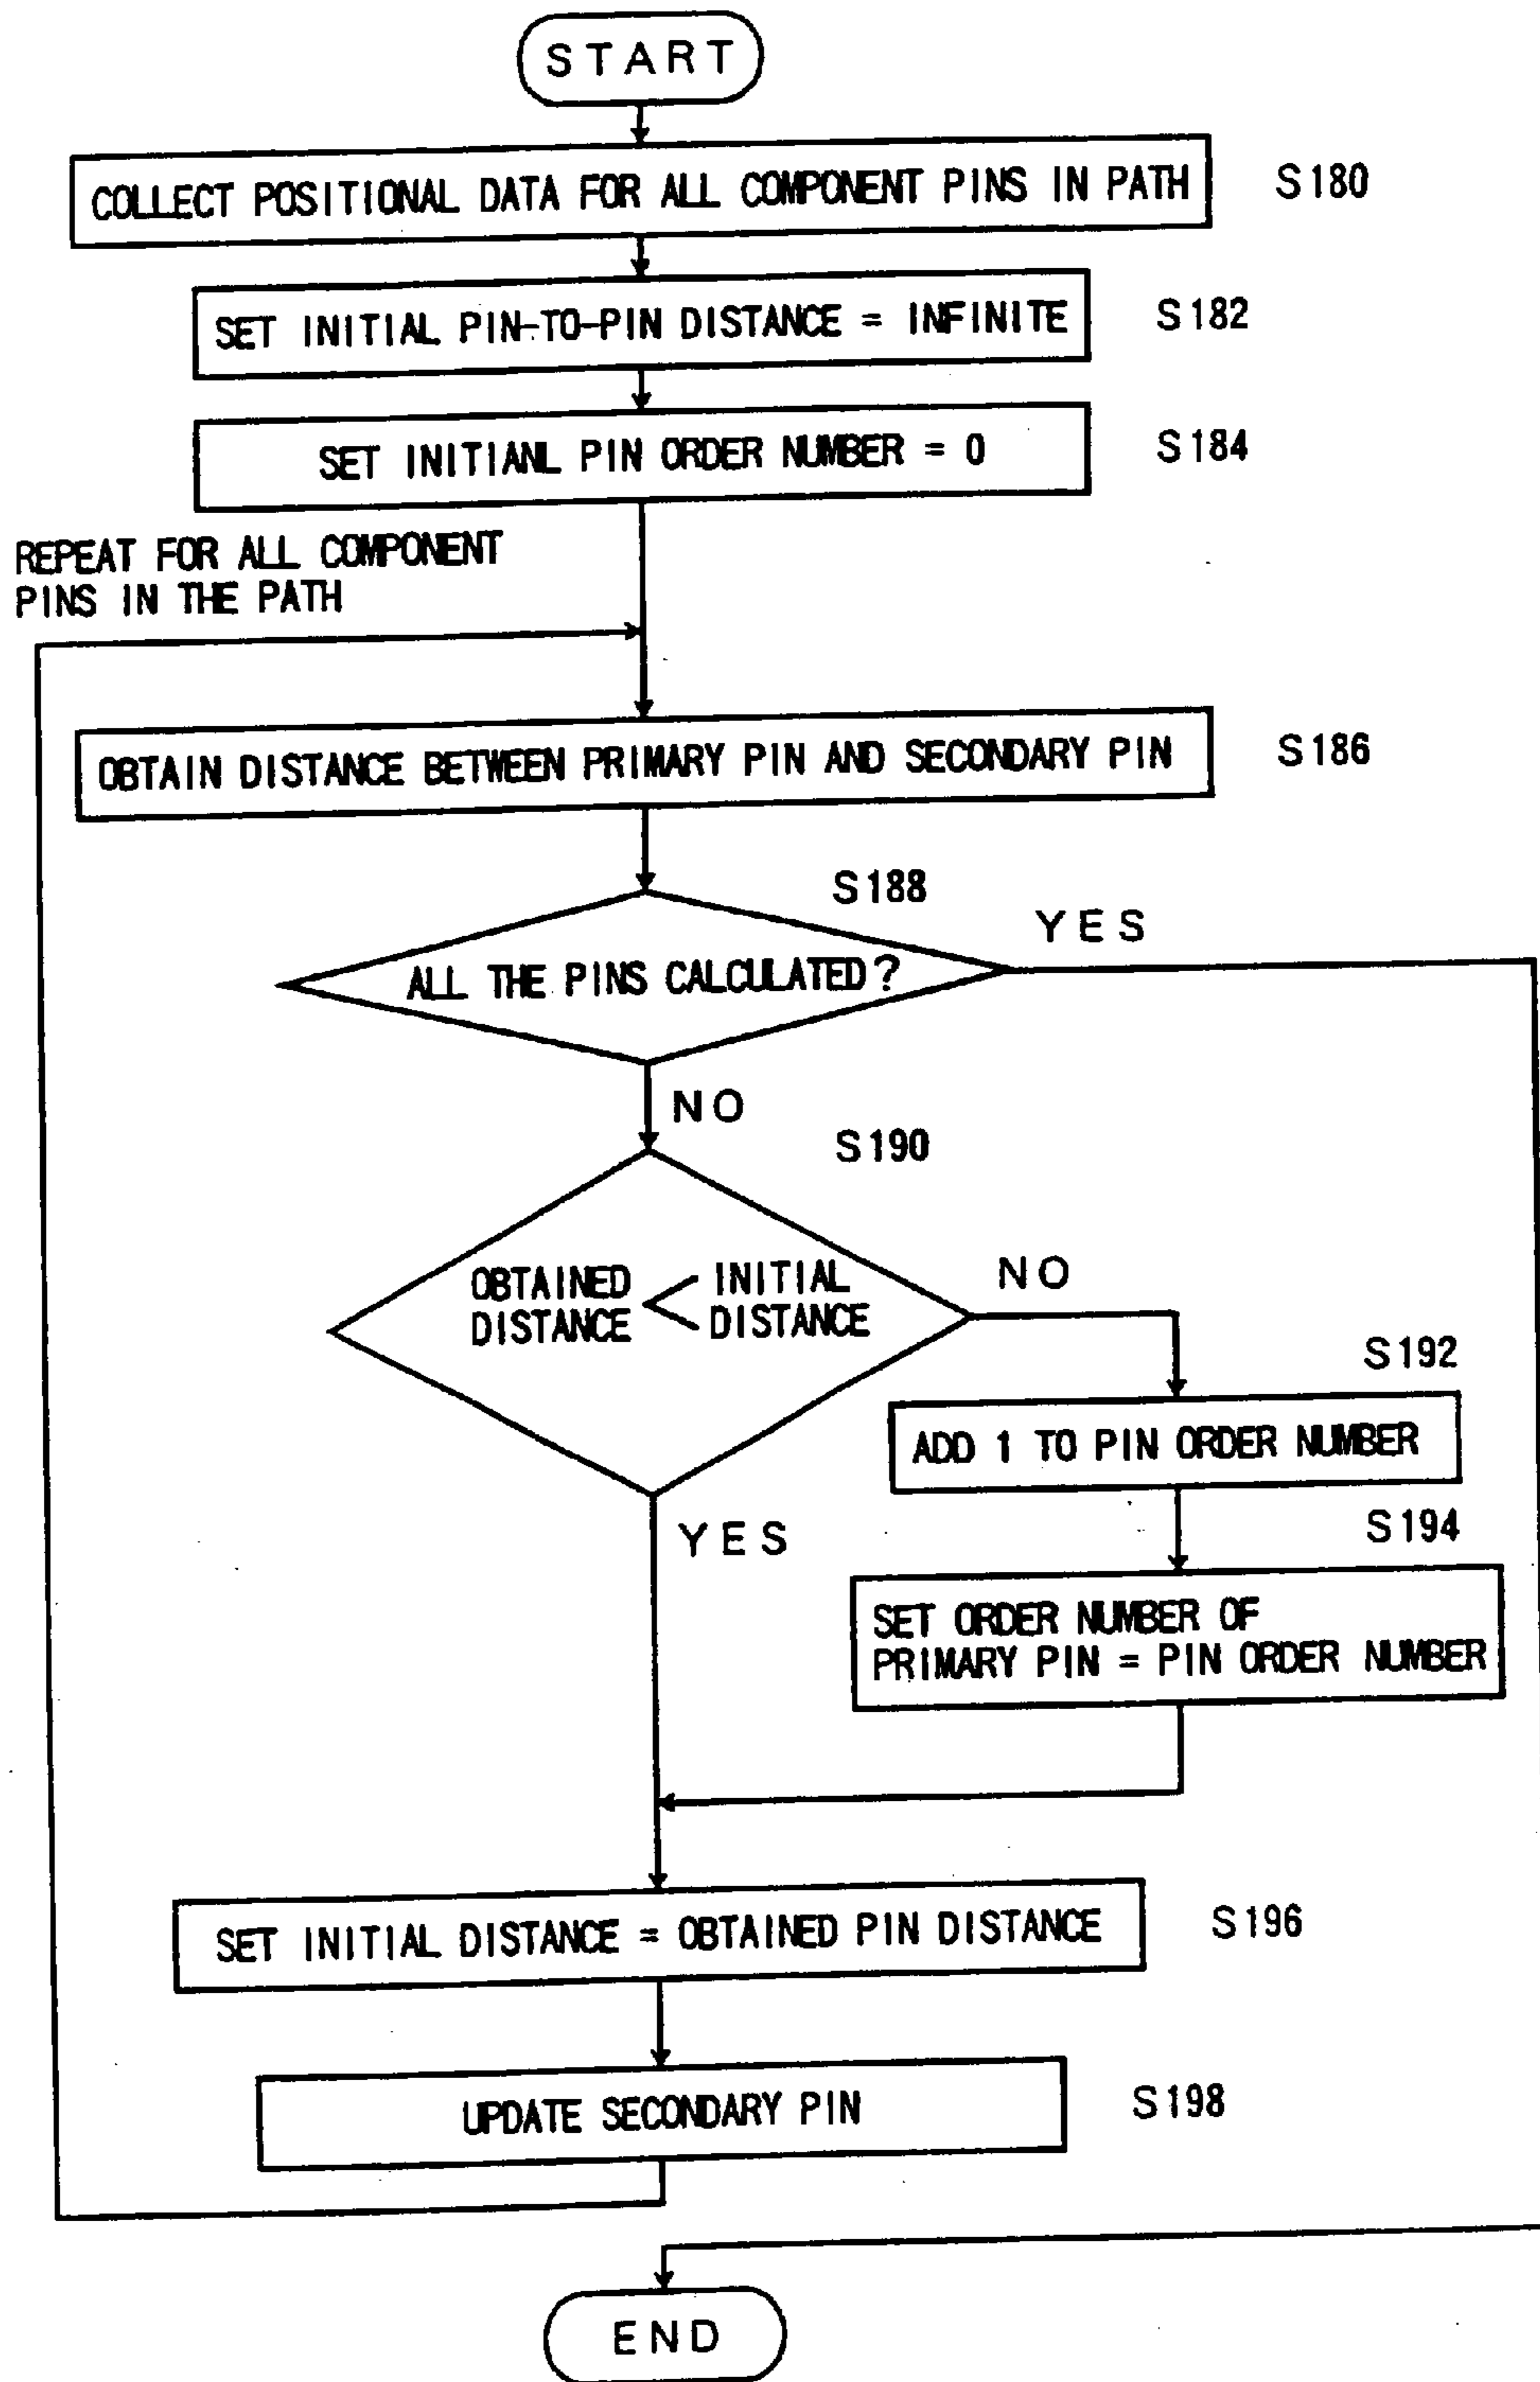 START
COLLECT POSITIONAL DATA FOR ALL COMPONENT PINS IN PATH
S180
SET INITIAL PIN-TO-PIN DISTANCE = INFINITE
S182
SET INITIANL PIN ORDER NUMBER = 0
S184
REPEAT FOR ALL COMPONENT
PINS IN THE PATH
OBTAIN DISTANCE BETWEEN PRIMARY PIN AND SECONDARY PIN
S186
S188
YES
ALL THE PINS CALCULATED?
NO
S190
OBTAINED
DISTANCE
<
INITIAL
DISTANCE
NO
S192
ADD 1 TO PIN ORDER NUMBER
YES
S194
SET ORDER NUMBER OF
PRIMARY PIN = PIN ORDER NUMBER
SET INITIAL DISTANCE = OBTAINED PIN DISTANCE
S196
UPDATE SECONDARY PIN
S198
END